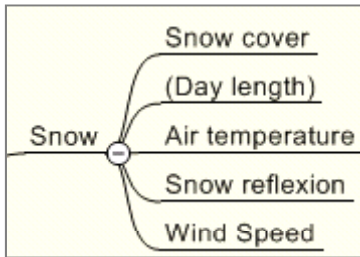 Snow cover
(Day length)
Snow
Air temperature
Snow reflexion
Wind Speed